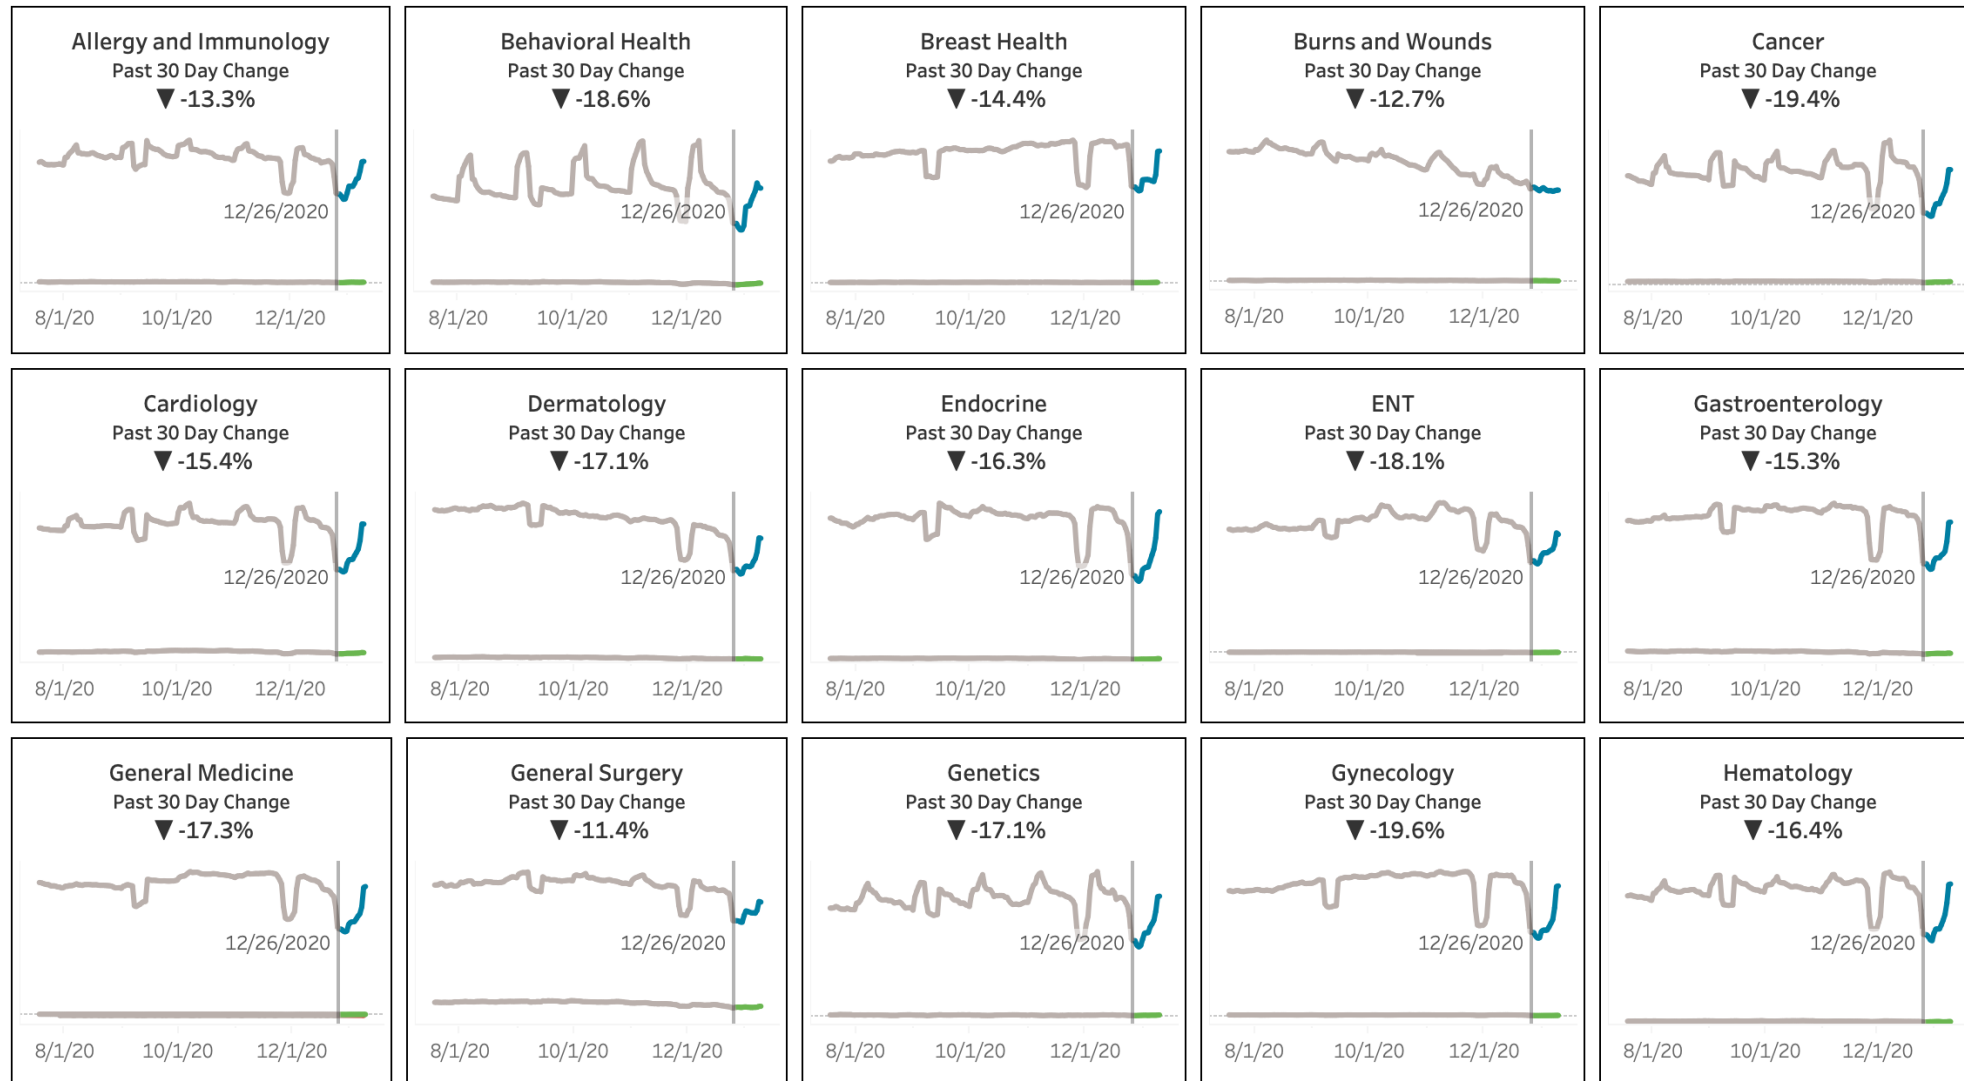 Allergy and Immunology
Past 30 Day Change
▼ -13.3%
12/26/2020
8/1/20 10/1/20 12/1/20
Behavioral Health
Past 30 Day Change
▼ -18.6%
12/26/2020
8/1/20 10/1/20 12/1/20
Breast Health
Past 30 Day Change
▼ -14.4%
12/26/2020
8/1/20 10/1/20 12/1/20
Burns and Wounds
Past 30 Day Change
▼ -12.7%
12/26/2020
8/1/20 10/1/20 12/1/20
Cancer
Past 30 Day Change
▼ -19.4%
12/26/2020
8/1/20 10/1/20 12/1/20
Cardiology
Past 30 Day Change
▼ -15.4%
12/26/2020
8/1/20 10/1/20 12/1/20
Dermatology
Past 30 Day Change
▼ -17.1%
12/26/2020
8/1/20 10/1/20 12/1/20
Endocrine
Past 30 Day Change
▼ -16.3%
12/26/2020
8/1/20 10/1/20 12/1/20
ENT
Past 30 Day Change
▼ -18.1%
12/26/2020
8/1/20 10/1/20 12/1/20
Gastroenterology
Past 30 Day Change
▼ -15.3%
12/26/2020
8/1/20 10/1/20 12/1/20
General Medicine
Past 30 Day Change
▼ -17.3%
12/26/2020
8/1/20 10/1/20 12/1/20
General Surgery
Past 30 Day Change
▼ -11.4%
12/26/2020
8/1/20 10/1/20 12/1/20
Genetics
Past 30 Day Change
▼ -17.1%
12/26/2020
8/1/20 10/1/20 12/1/20
Gynecology
Past 30 Day Change
▼ -19.6%
12/26/2020
8/1/20 10/1/20 12/1/20
Hematology
Past 30 Day Change
▼ -16.4%
12/26/2020
8/1/20 10/1/20 12/1/20